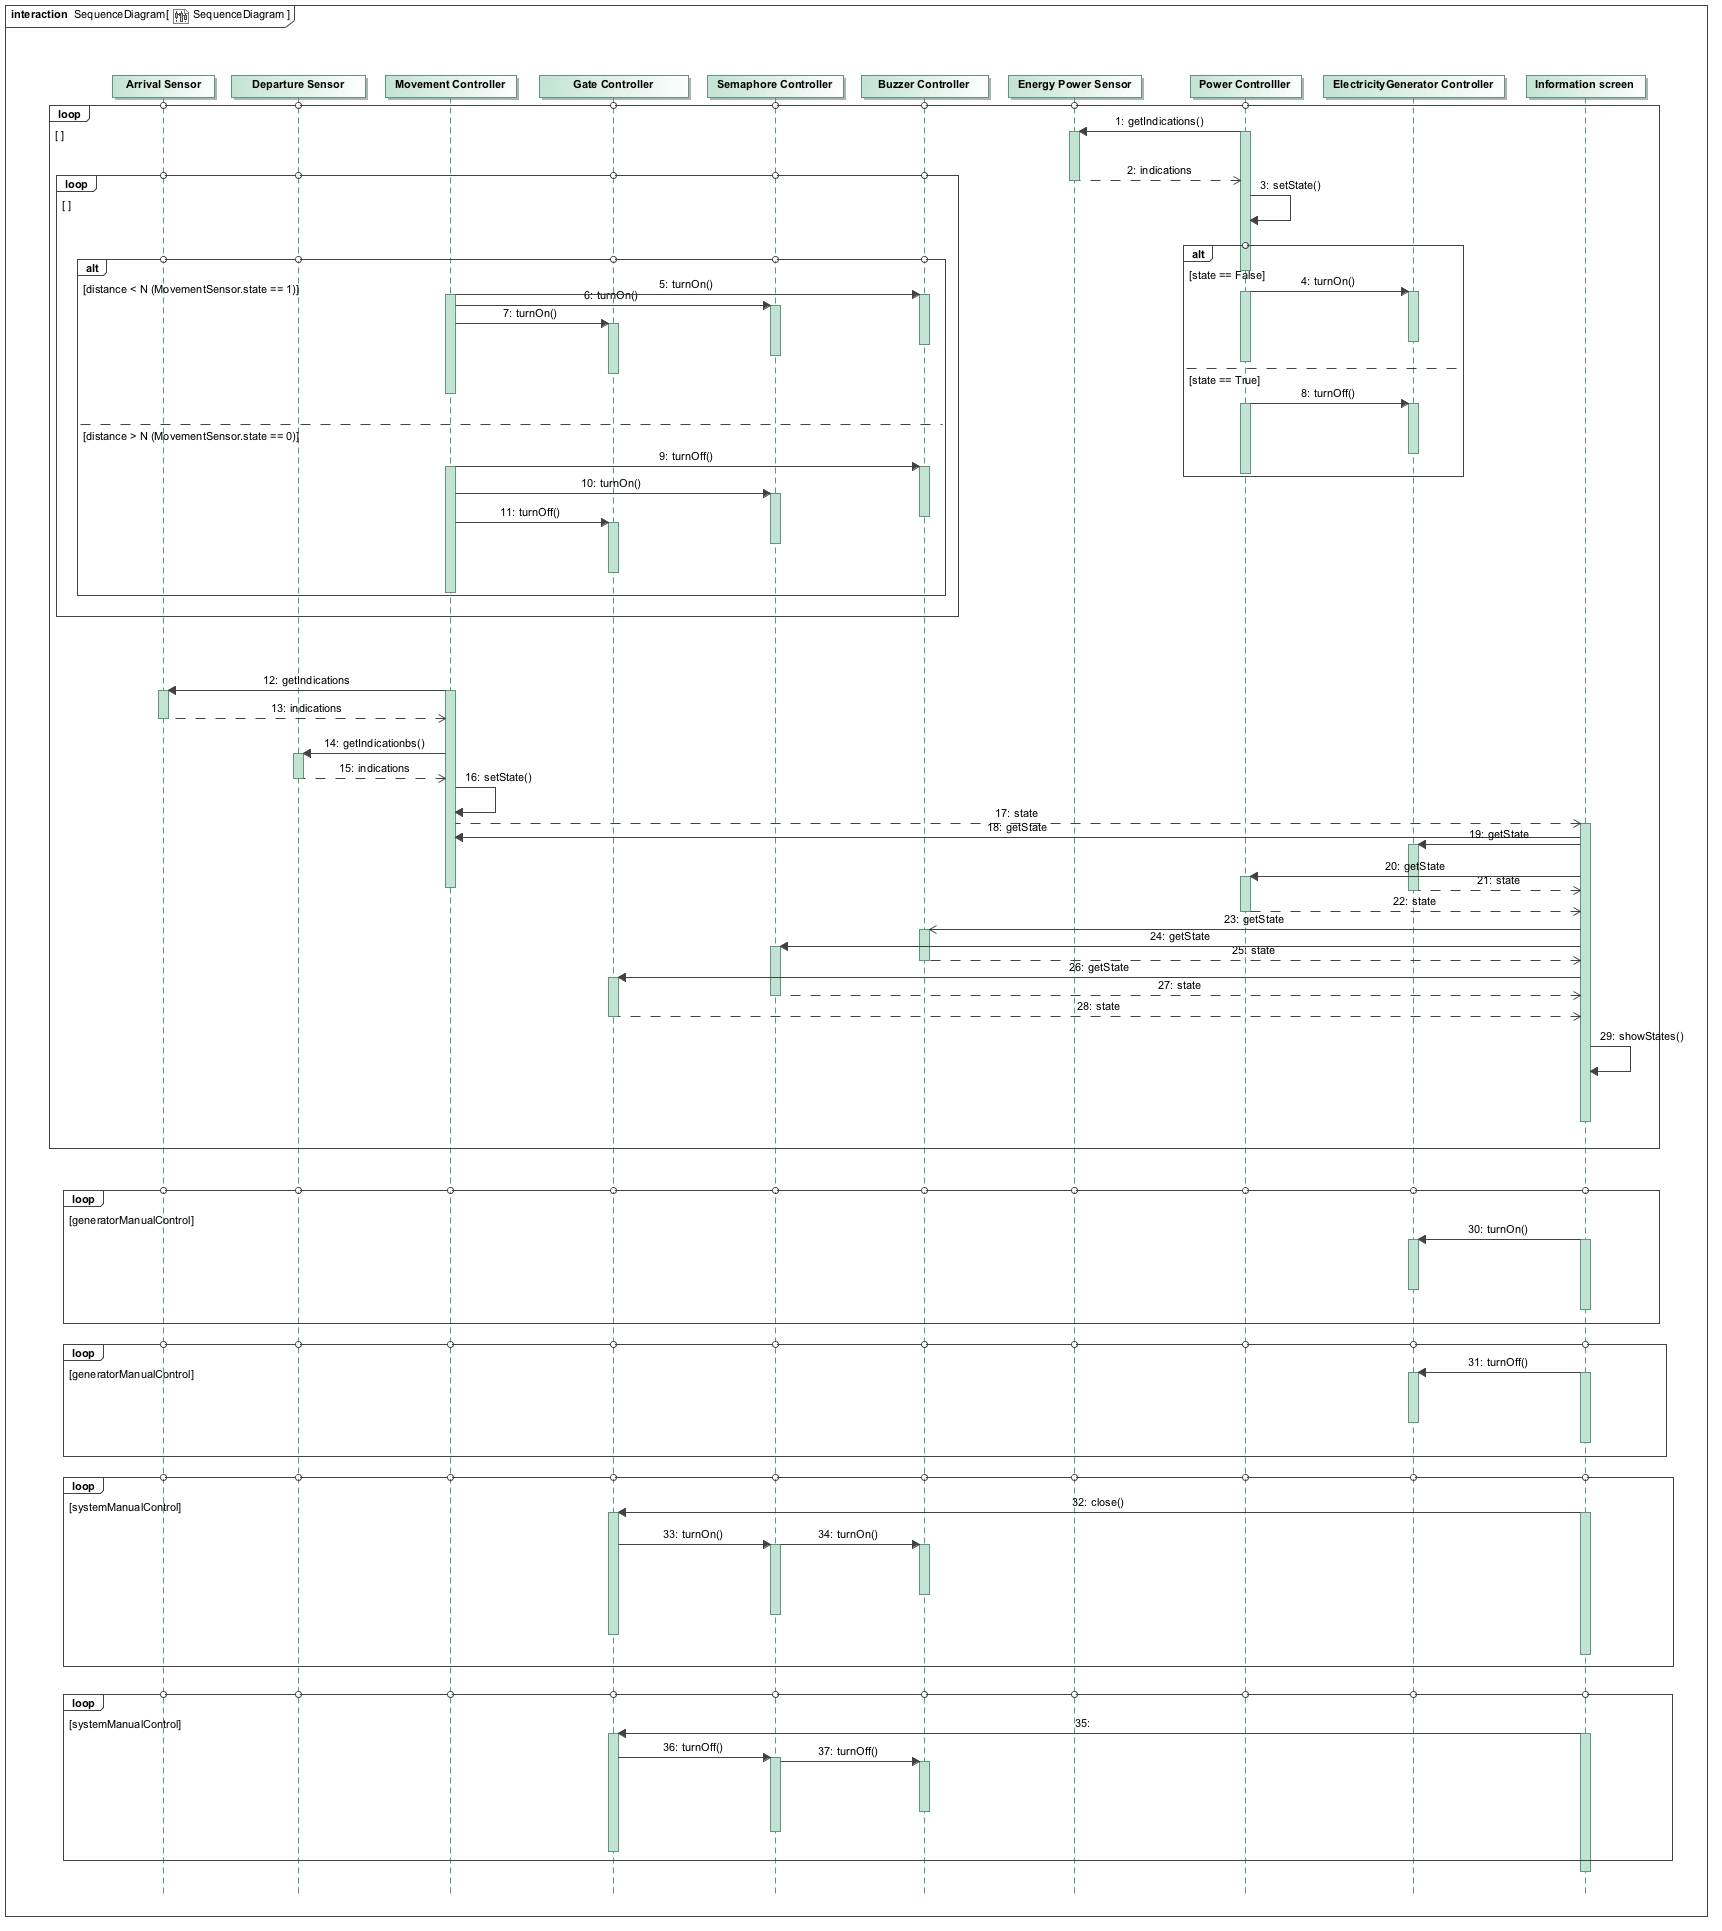 interaction SequenceDiagram[ SequenceDiagram ]
Arrival Sensor
Departure Sensor
Movement Controller
Gate Controller
Semaphore Controller
Buzzer Controller
Energy Power Sensor
Power Controlller
ElectricityGenerator Controller
Information screen
loop
[ ]
1: getIndications()
2: indications
3: setState()
loop
[ ]
alt
[state == False]
4: turnOn()
alt
[distance < N (MovementSensor.state == 1)]
5: turnOn()
6: turnOn()
7: turnOn()
[state == True]
8: turnOff()
[distance > N (MovementSensor.state == 0)]
9: turnOff()
10: turnOn()
11: turnOff()
12: getIndications
13: indications
14: getIndicationbs()
15: indications
16: setState()
17: state
18: getState
19: getState
20: getState
21: state
22: state
23: getState
24: getState
25: state
26: getState
27: state
28: state
29: showStates()
loop
[generatorManualControl]
30: turnOn()
loop
[generatorManualControl]
31: turnOff()
loop
[systemManualControl]
32: close()
33: turnOn()
34: turnOn()
loop
[systemManualControl]
35:
36: turnOff()
37: turnOff()